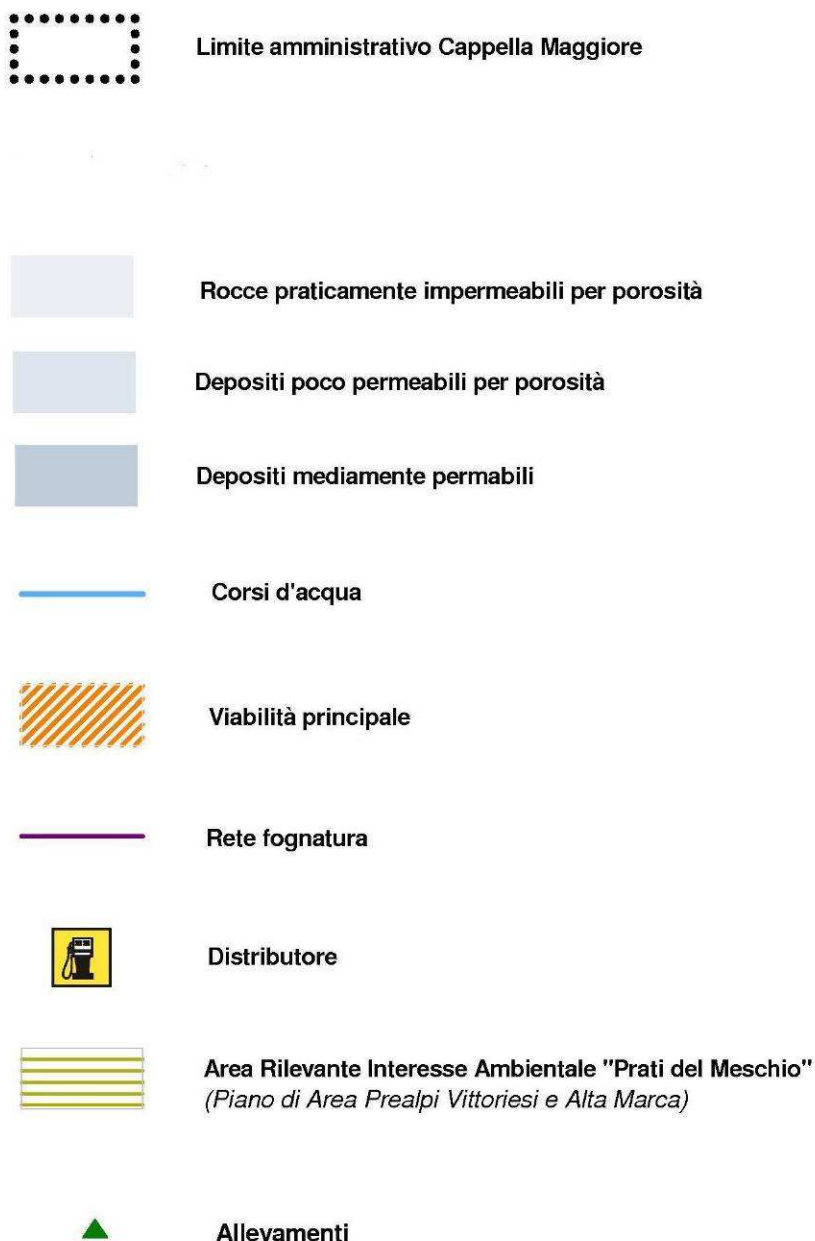 Limite amministrativo Cappella Maggiore
Rocce praticamente impermeabili per porosità
Depositi poco permeabili per porosità
Depositi mediamente permabili
Corsi d'acqua
Viabilità principale
Rete fognatura
Distributore
Area Rilevante Interesse Ambientale "Prati del Meschio"
(Piano di Area Prealpi Vittoriesi e Alta Marca)
Allevamenti